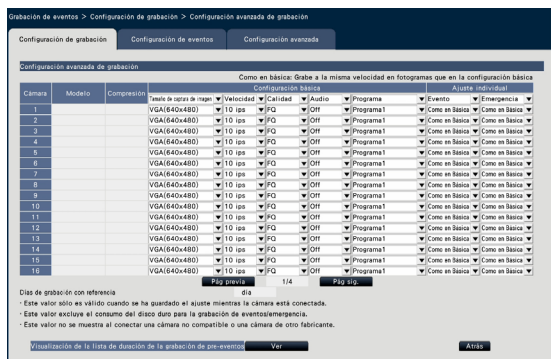 Grabación de eventos > Configuración de grabación > Configuración avanzada de grabación
Configuración de grabación Configuración de eventos Configuración avanzada
Configuración avanzada de grabación
Como en básica: Grabe a la misma velocidad en fotogramas que en la configuración básica
Cámara Modelo Compresión Configuración básica Ajuste individual
Tamaño de captura de imagen Velocidad Calidad Audio Programa Evento Emergencia
1 VGA(640x480) 10 ips FQ Off Programa1 Como en Básica Como en Básica
2 VGA(640x480) 10 ips FQ Off Programa1 Como en Básica Como en Básica
3 VGA(640x480) 10 ips FQ Off Programa1 Como en Básica Como en Básica
4 VGA(640x480) 10 ips FQ Off Programa1 Como en Básica Como en Básica
5 VGA(640x480) 10 ips FQ Off Programa1 Como en Básica Como en Básica
6 VGA(640x480) 10 ips FQ Off Programa1 Como en Básica Como en Básica
7 VGA(640x480) 10 ips FQ Off Programa1 Como en Básica Como en Básica
8 VGA(640x480) 10 ips FQ Off Programa1 Como en Básica Como en Básica
9 VGA(640x480) 10 ips FQ Off Programa1 Como en Básica Como en Básica
10 VGA(640x480) 10 ips FQ Off Programa1 Como en Básica Como en Básica
11 VGA(640x480) 10 ips FQ Off Programa1 Como en Básica Como en Básica
12 VGA(640x480) 10 ips FQ Off Programa1 Como en Básica Como en Básica
13 VGA(640x480) 10 ips FQ Off Programa1 Como en Básica Como en Básica
14 VGA(640x480) 10 ips FQ Off Programa1 Como en Básica Como en Básica
15 VGA(640x480) 10 ips FQ Off Programa1 Como en Básica Como en Básica
16 VGA(640x480) 10 ips FQ Off Programa1 Como en Básica Como en Básica
Pág previa 1/4 Pág sig.
Días de grabación con referencia día
· Este valor sólo es válido cuando se ha guardado el ajuste mientras la cámara está conectada.
· Este valor excluye el consumo del disco duro para la grabación de eventos/emergencia.
· Este valor no se muestra al conectar una cámara no compatible o una cámara de otro fabricante.
Visualización de la lista de duración de la grabación de pre-eventos Ver Atrás